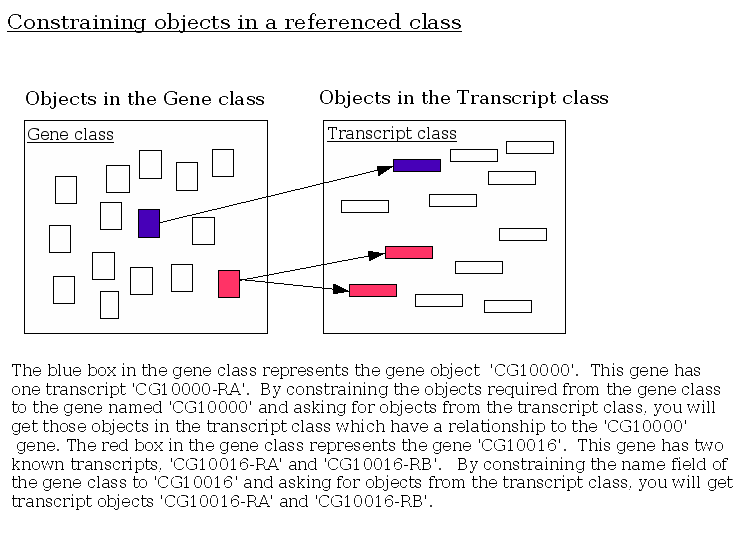 Constraining objects in a referenced class
Objects in the Gene class
Objects in the Transcript class
Gene class
Transcript class
The blue box in the gene class represents the gene object 'CG10000'. This gene has
one transcript 'CG10000-RA'. By constraining the objects required from the gene class
to the gene named 'CG10000' and asking for objects from the transcript class, you will
get those objects in the transcript class which have a relationship to the 'CG10000'
gene. The red box in the gene class represents the gene 'CG10016'. This gene has two
known transcripts, 'CG10016-RA' and 'CG10016-RB'. By constraining the name field of
the gene class to 'CG10016' and asking for objects from the transcript class, you will get
transcript objects 'CG10016-RA' and 'CG10016-RB'.